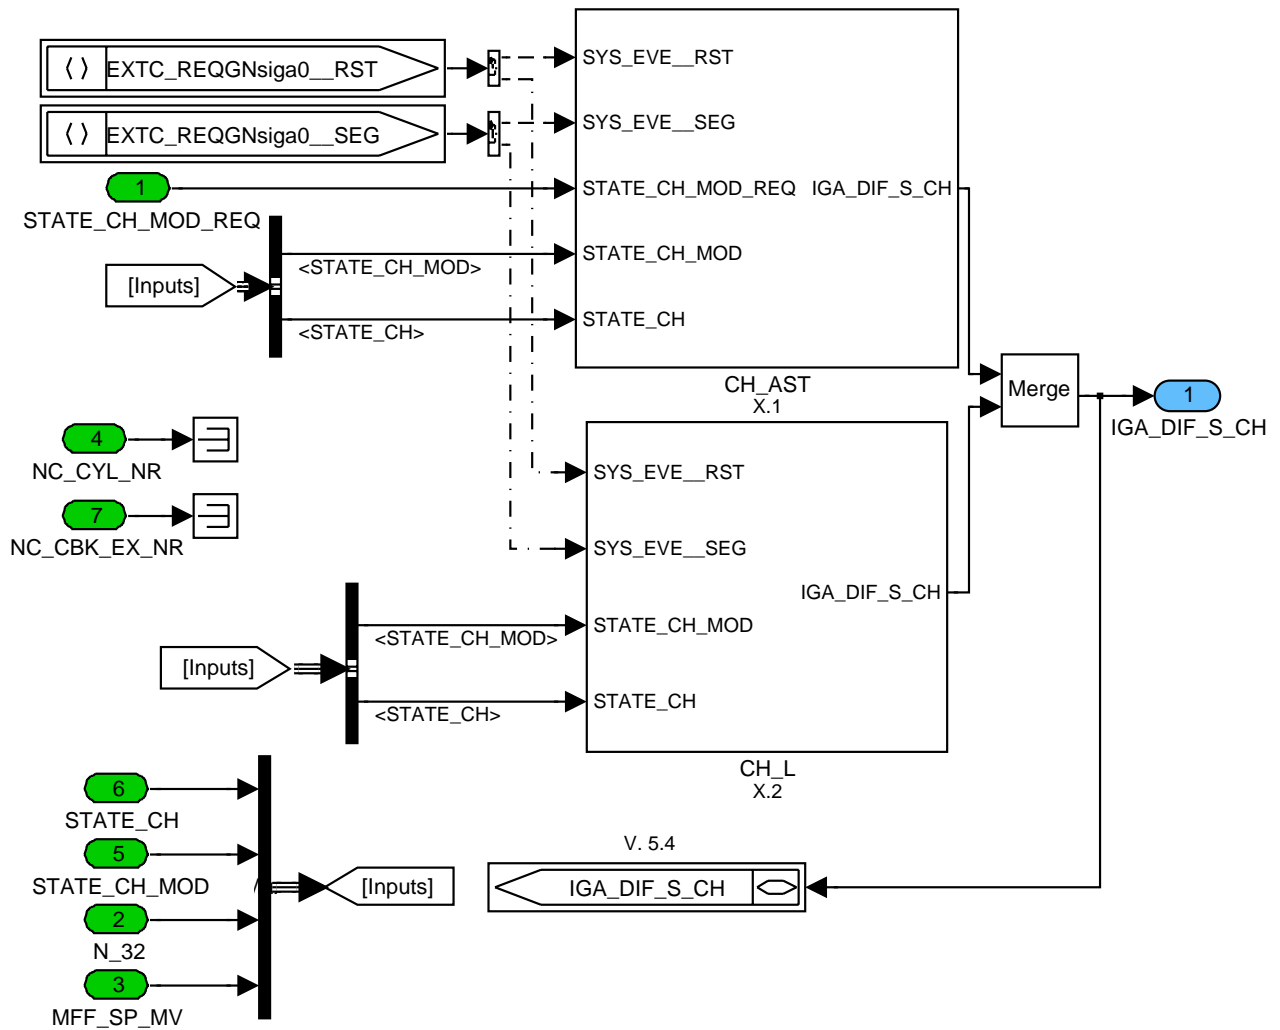 EXTC_REQGNsiga0__RST
EXTC_REQGNsiga0__SEG
1
STATE_CH_MOD_REQ
[Inputs]
<STATE_CH_MOD>
<STATE_CH>
SYS_EVE__RST
SYS_EVE__SEG
STATE_CH_MOD_REQ
IGA_DIF_S_CH
STATE_CH_MOD
STATE_CH
CH_AST
X.1
Merge
1
IGA_DIF_S_CH
4
NC_CYL_NR
7
NC_CBK_EX_NR
SYS_EVE__RST
SYS_EVE__SEG
IGA_DIF_S_CH
STATE_CH_MOD
STATE_CH
[Inputs]
<STATE_CH_MOD>
<STATE_CH>
CH_L
X.2
6
STATE_CH
5
STATE_CH_MOD
2
N_32
3
MFF_SP_MV
[Inputs]
V. 5.4
IGA_DIF_S_CH